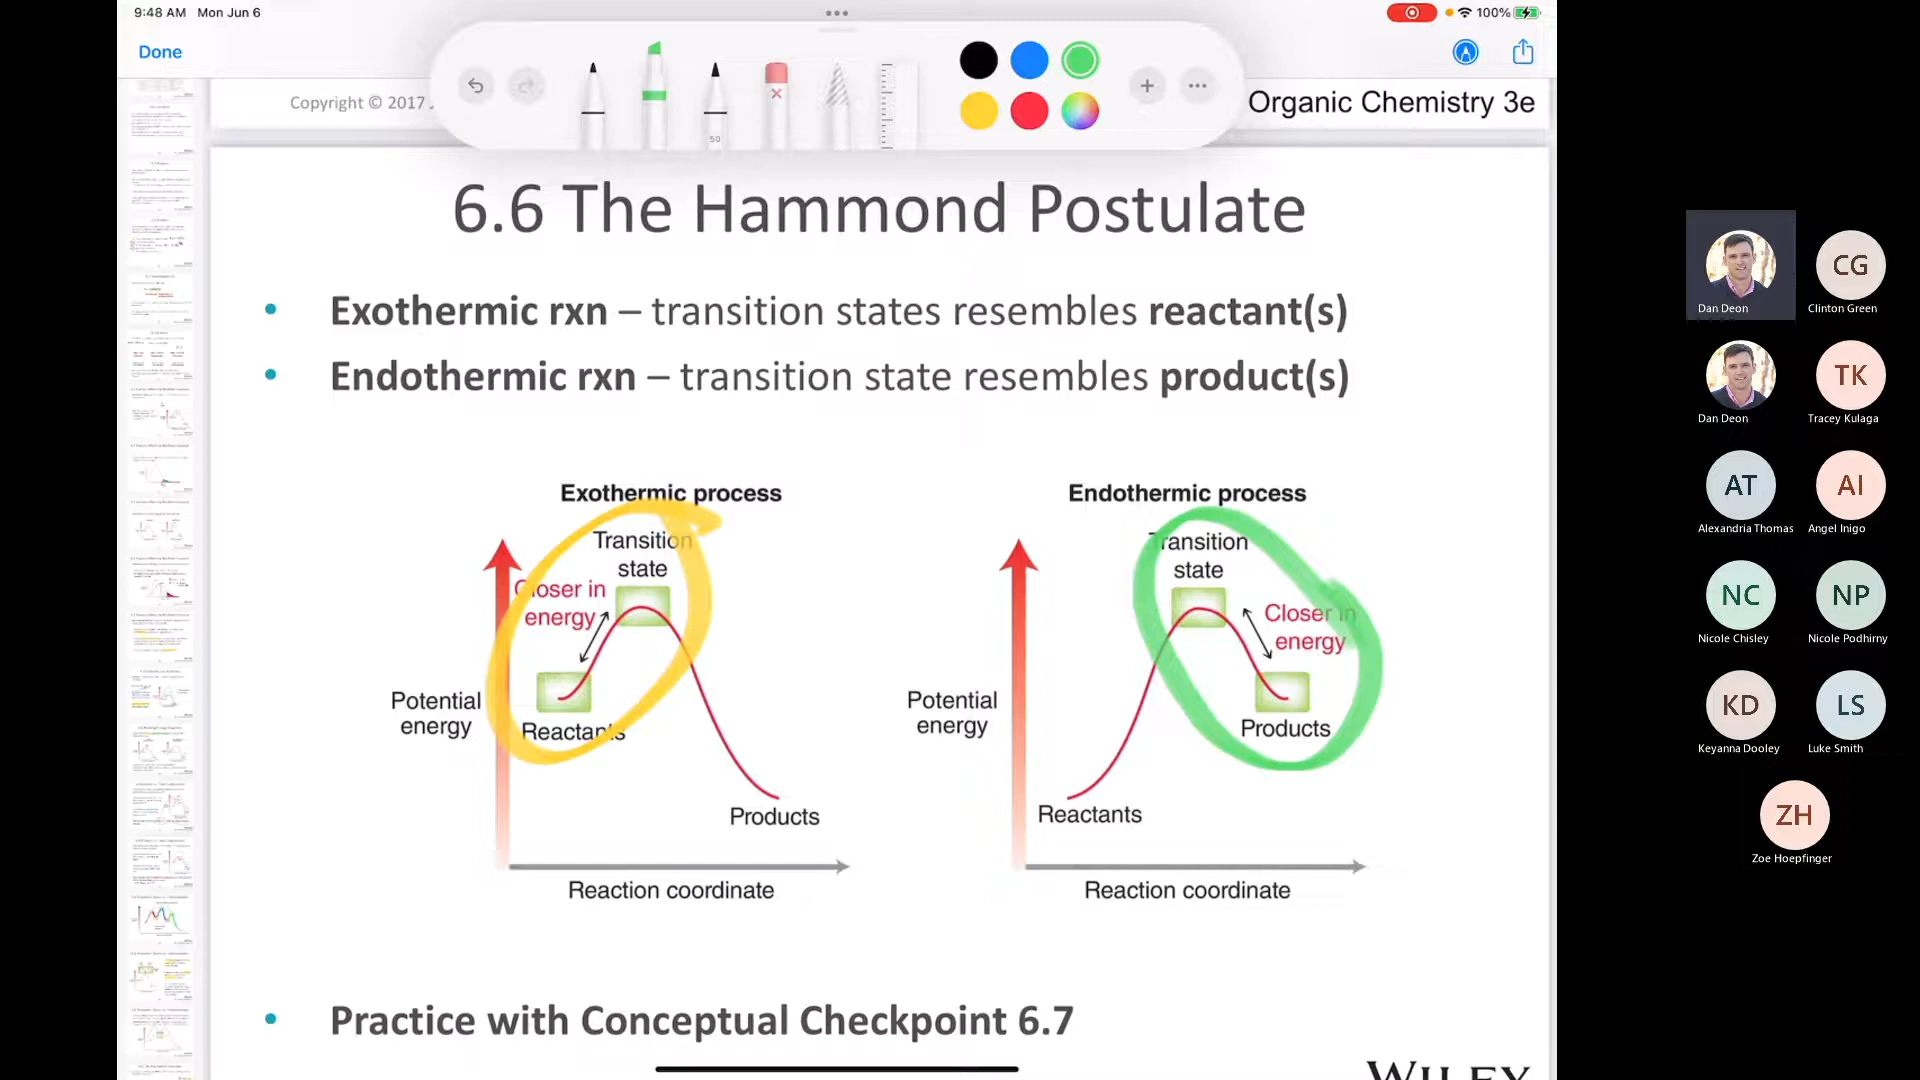 9:48 AM Mon Jun 6
100%
Done
50
Copyright © 2017
Organic Chemistry 3e
6.6 The Hammond Postulate
• Exothermic rxn – transition states resembles reactant(s)
• Endothermic rxn – transition state resembles product(s)
Exothermic process
Transition
state
Closer in
energy
Potential
energy
Reactants
Products
Reaction coordinate
Endothermic process
Transition
state
Closer in
energy
Potential
energy
Products
Reactants
Reaction coordinate
• Practice with Conceptual Checkpoint 6.7
WILEY
Dan Deon
CG
Clinton Green
Dan Deon
TK
Tracey Kulaga
AT
Alexandria Thomas
AI
Angel Inigo
NC
Nicole Chisley
NP
Nicole Podhirny
KD
Keyanna Dooley
LS
Luke Smith
ZH
Zoe Hoepfinger